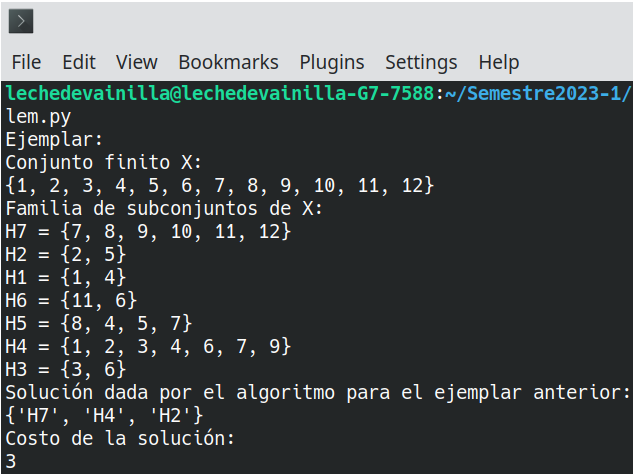 File Edit View Bookmarks Plugins Settings Help
lechedevainilla@lechedevainilla-G7-7588:~/Semestre2023-1/
lem.py
Ejemplar:
Conjunto finito X:
{1, 2, 3, 4, 5, 6, 7, 8, 9, 10, 11, 12}
Familia de subconjuntos de X:
H7 = {7, 8, 9, 10, 11, 12}
H2 = {2, 5}
H1 = {1, 4}
H6 = {11, 6}
H5 = {8, 4, 5, 7}
H4 = {1, 2, 3, 4, 6, 7, 9}
H3 = {3, 6}
Solución dada por el algoritmo para el ejemplar anterior:
{'H7', 'H4', 'H2'}
Costo de la solución:
3